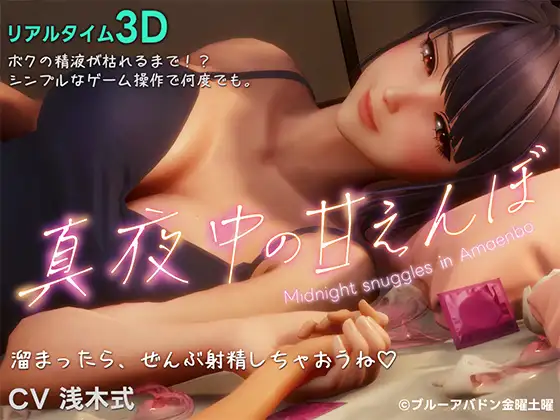 リアルタイム3D
ボクの精液が枯れるまで！？
シンプルなゲーム操作で何度でも。
真夜中の甘えんぼ
Midnight snuggles in Amaenbo
溜まったら、ぜんぶ射精しちゃおうね♡
CV 浅木式
©ブルーアバドン金曜土曜